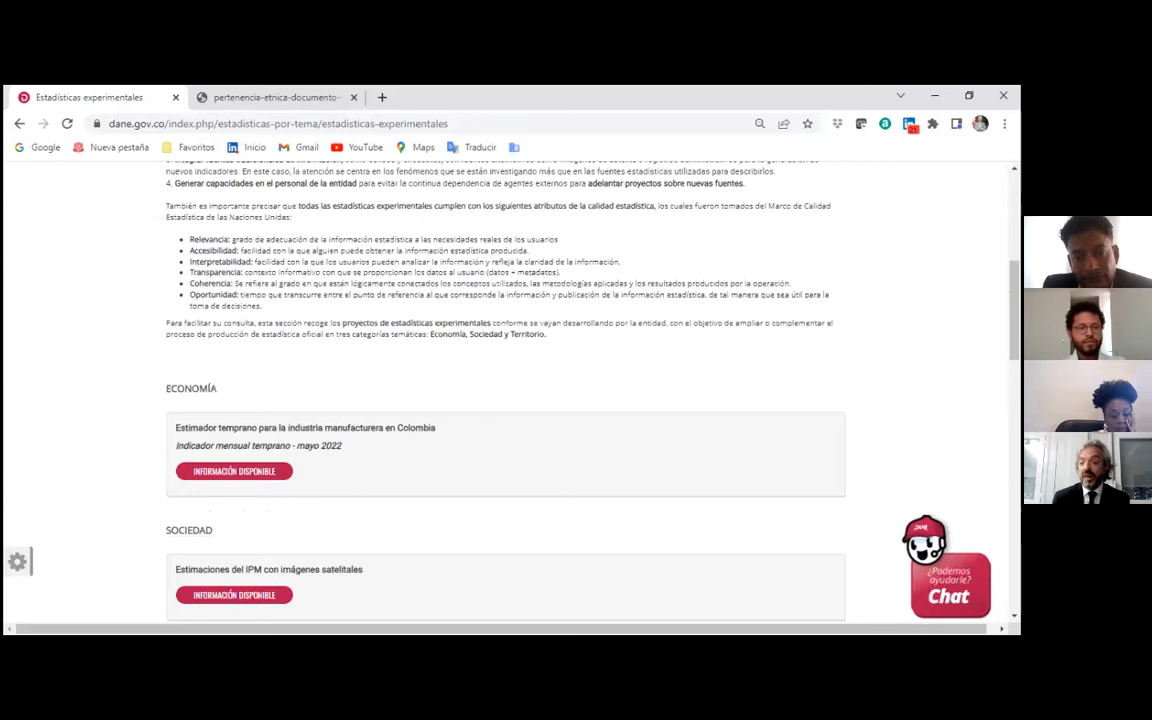 Estadísticas experimentales
pertenencia-etnica-documento-
dane.gov.co/index.php/estadisticas-por-tema/estadisticas-experimentales
21
Google Nueva pestaña Favoritos Inicio Gmail YouTube Maps Traducir
nuevos indicadores. En este caso, la atención se centra en los fenómenos que se están investigando más que en las fuentes estadísticas utilizadas para describirlos.
4. Generar capacidades en el personal de la entidad para evitar la continua dependencia de agentes externos para adelantar proyectos sobre nuevas fuentes.
También es importante precisar que todas las estadísticas experimentales cumplen con los siguientes atributos de la calidad estadística, los cuales fueron tomados del Marco de Calidad
Estadística de las Naciones Unidas:
Relevancia: grado de adecuación de la información estadística a las necesidades reales de los usuarios
Accesibilidad: facilidad con la que alguien puede obtener la información estadística producida.
Interpretabilidad: facilidad con la que los usuarios pueden analizar la información y refleja la claridad de la información.
Transparencia: contexto informativo con que se proporcionan los datos al usuario (datos + metadatos).
Coherencia: Se refiere al grado en que están lógicamente conectados los conceptos utilizados, las metodologías aplicadas y los resultados producidos por la operación.
Oportunidad: tiempo que transcurre entre el punto de referencia al que corresponde la información y publicación de la información estadística, de tal manera que sea útil para la
toma de decisiones.
Para facilitar su consulta, esta sección recoge los proyectos de estadísticas experimentales conforme se vayan desarrollando por la entidad, con el objetivo de ampliar o complementar el
proceso de producción de estadística oficial en tres categorías temáticas: Economía, Sociedad y Territorio.
ECONOMÍA
Estimador temprano para la industria manufacturera en Colombia
Indicador mensual temprano - mayo 2022
INFORMACIÓN DISPONIBLE
SOCIEDAD
Estimaciones del IPM con imágenes satelitales
INFORMACIÓN DISPONIBLE
DANE
¿Podemos
ayudarle?
Chat